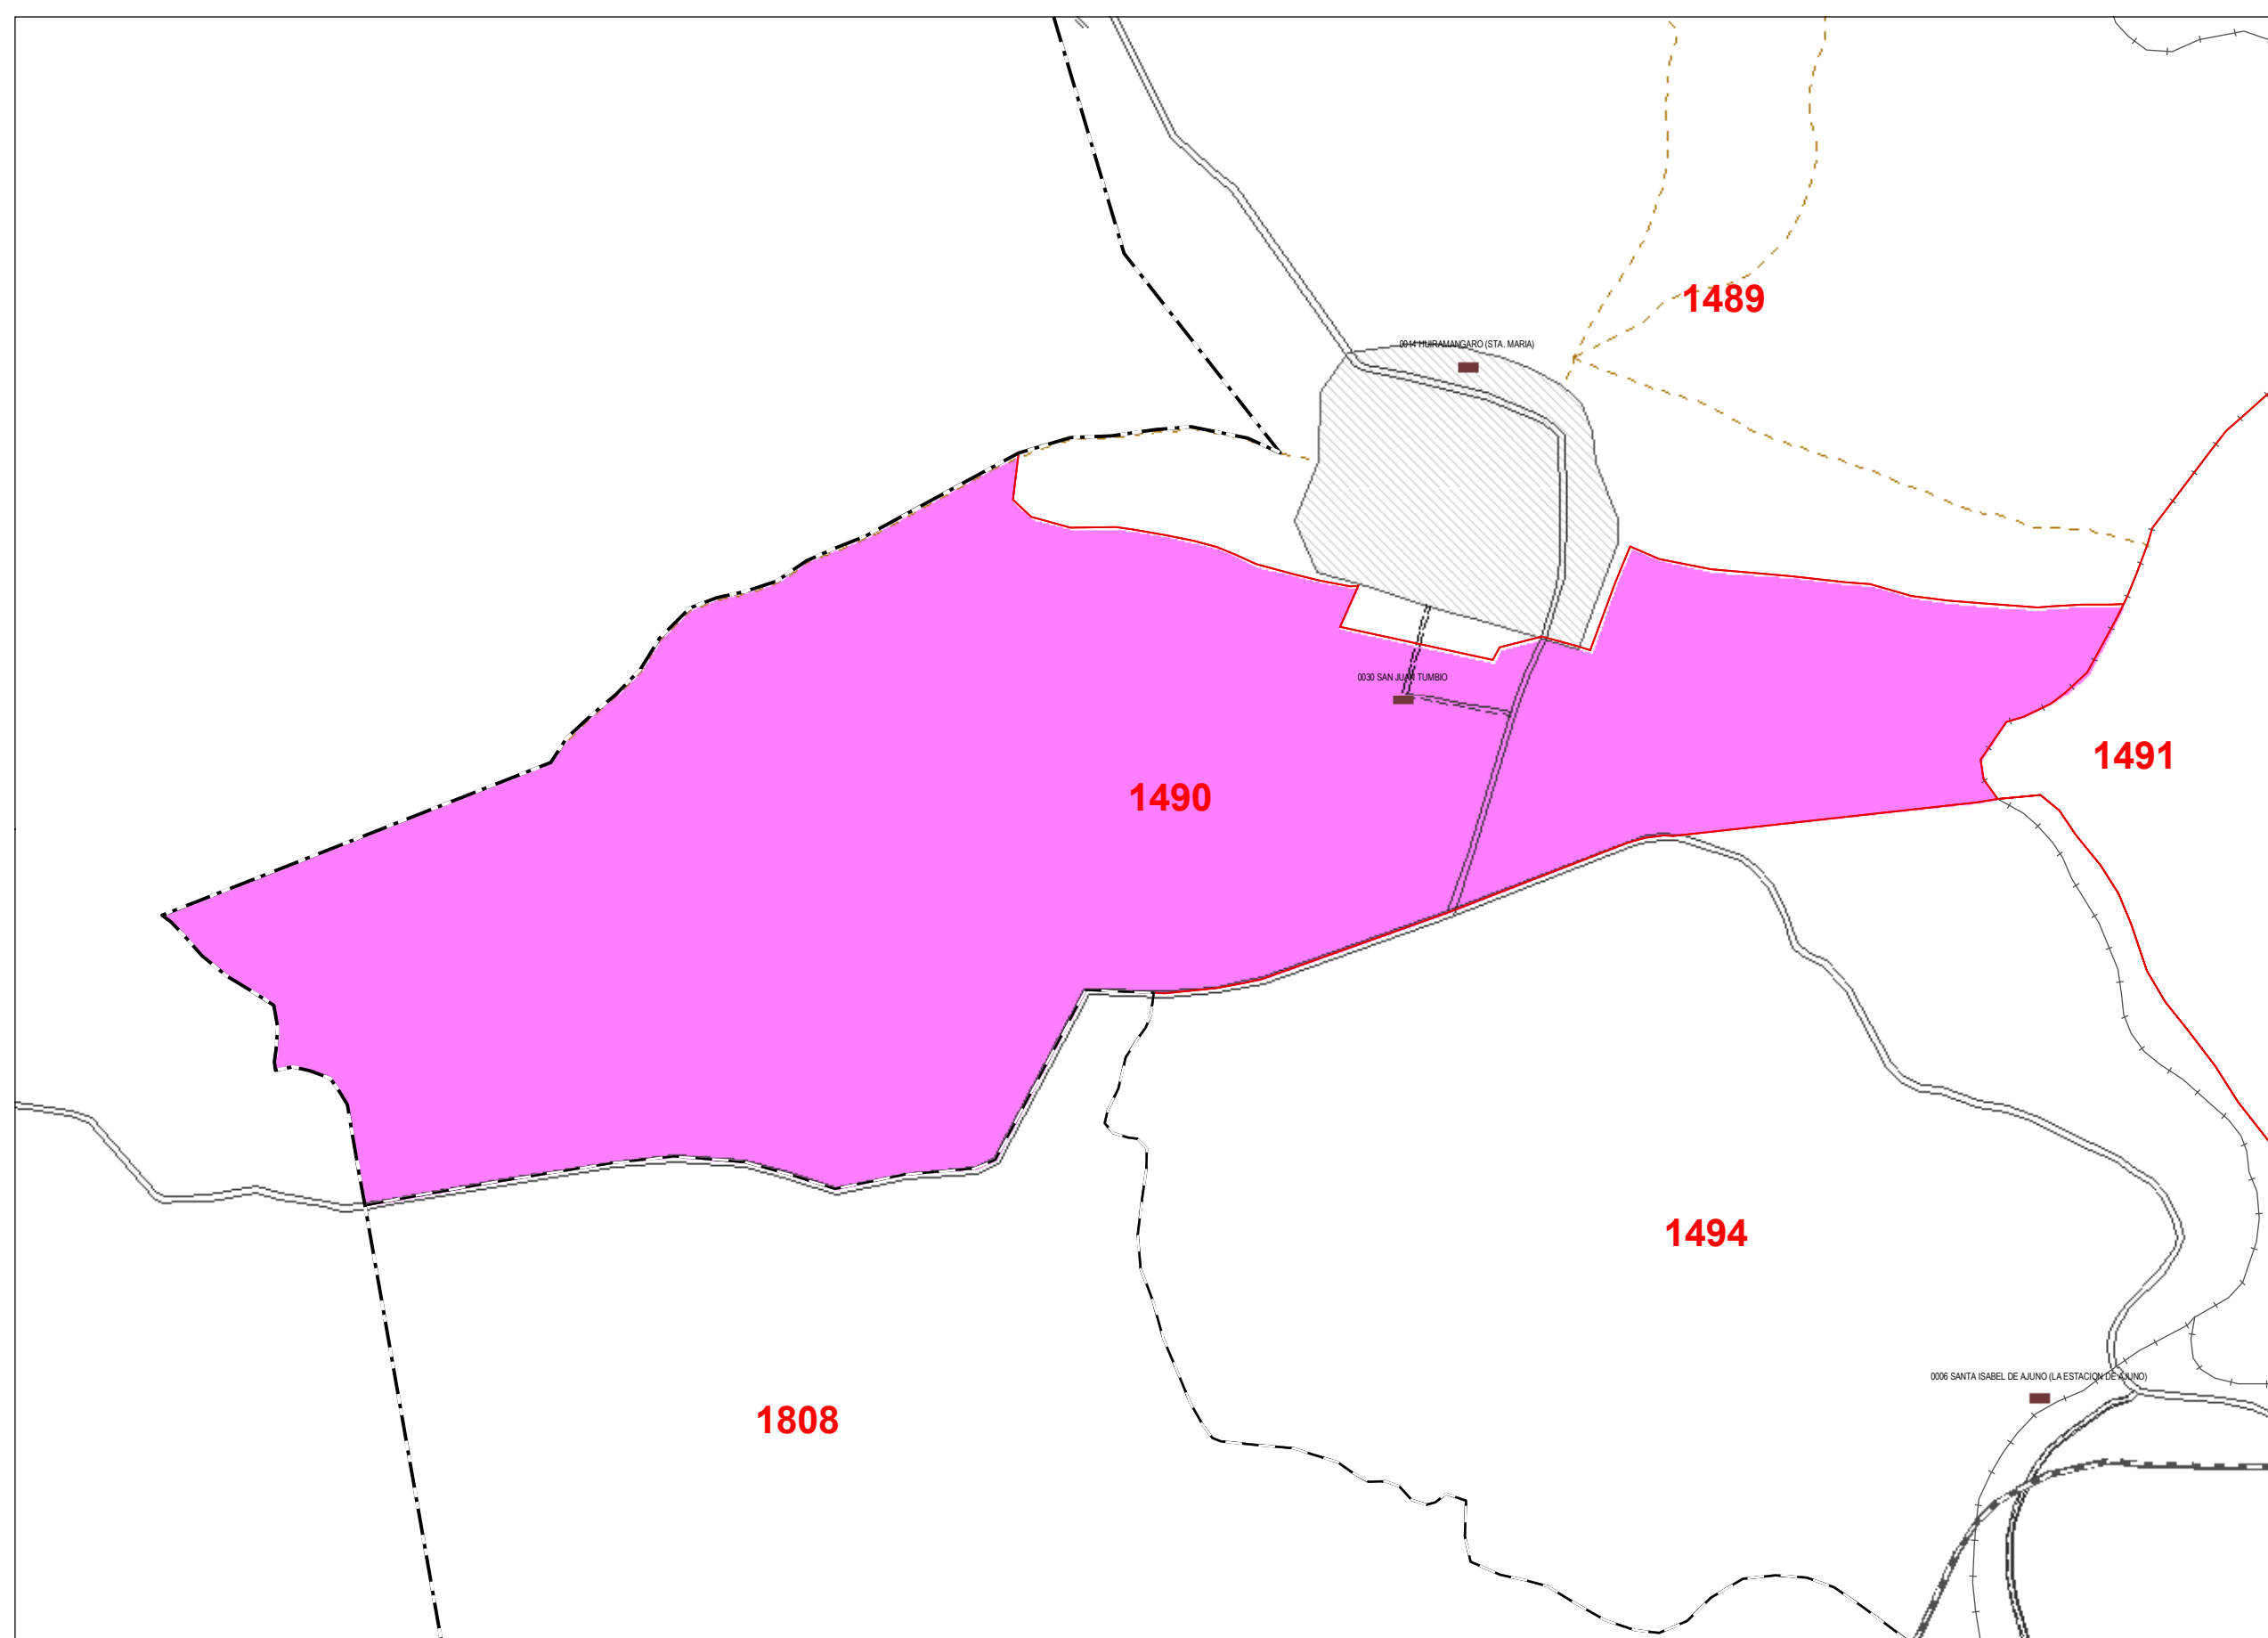 1489
0014 HUIRAMANGARO (STA. MARIA)
0030 SAN JUAN TUMBIO
1491
1490
1494
0006 SANTA ISABEL DE AJUNO (LA ESTACION DE AJUNO)
1808